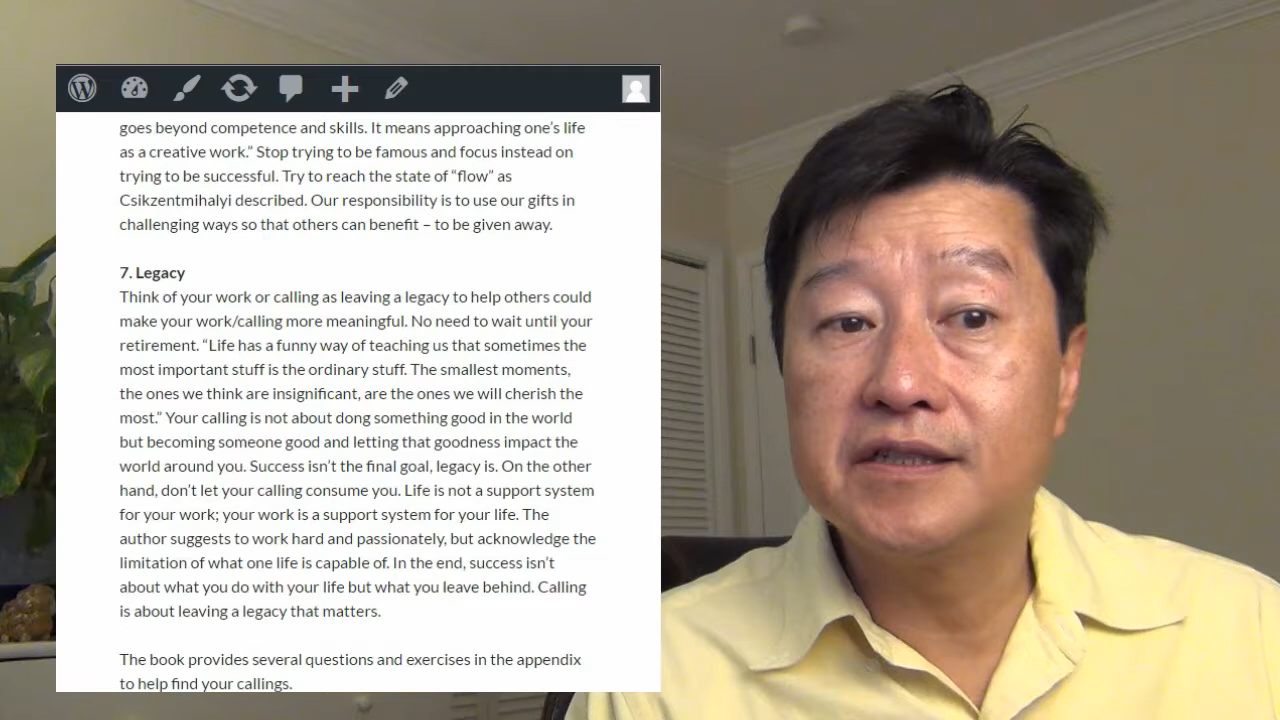 goes beyond competence and skills. It means approaching one's life
as a creative work.” Stop trying to be famous and focus instead on
trying to be successful. Try to reach the state of “flow” as
Csikzentmihalyi described. Our responsibility is to use our gifts in
challenging ways so that others can benefit – to be given away.
7. Legacy
Think of your work or calling as leaving a legacy to help others could
make your work/calling more meaningful. No need to wait until your
retirement. “Life has a funny way of teaching us that sometimes the
most important stuff is the ordinary stuff. The smallest moments,
the ones we think are insignificant, are the ones we will cherish the
most.” Your calling is not about dong something good in the world
but becoming someone good and letting that goodness impact the
world around you. Success isn't the final goal, legacy is. On the other
hand, don't let your calling consume you. Life is not a support system
for your work; your work is a support system for your life. The
author suggests to work hard and passionately, but acknowledge the
limitation of what one life is capable of. In the end, success isn't
about what you do with your life but what you leave behind. Calling
is about leaving a legacy that matters.
The book provides several questions and exercises in the appendix
to help find your callings.